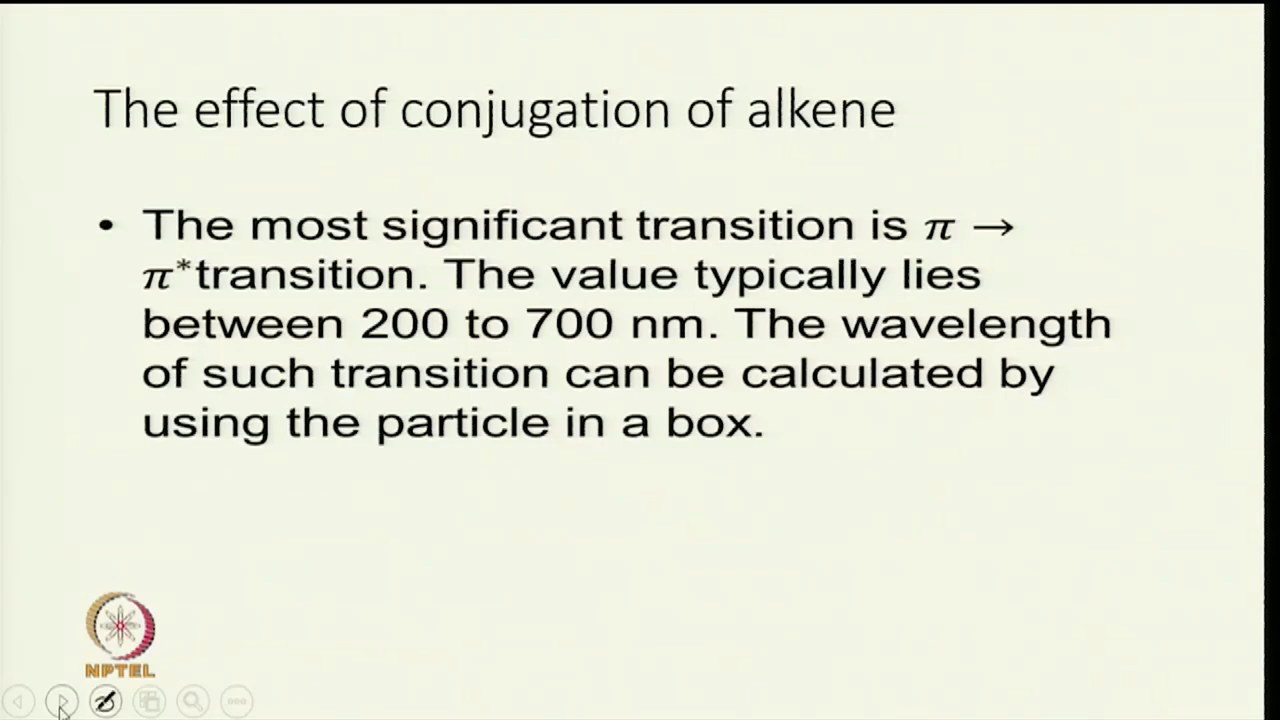 The effect of conjugation of alkene
• The most significant transition is π →
π*transition. The value typically lies
between 200 to 700 nm. The wavelength
of such transition can be calculated by
using the particle in a box.
NPTEL